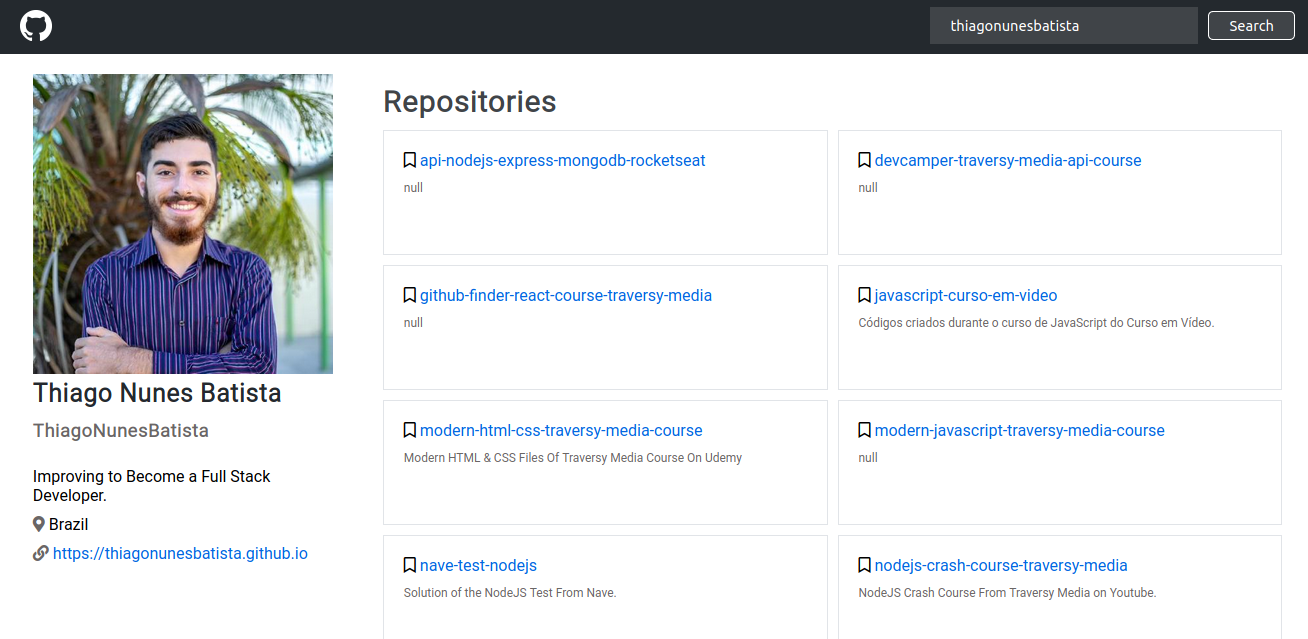 thiagonunesbatista
Search
Thiago Nunes Batista
ThiagoNunesBatista
Improving to Become a Full Stack
Developer.
Brazil
https://thiagonunesbatista.github.io
Repositories
api-nodejs-express-mongodb-rocketseat
null
devcamper-traversy-media-api-course
null
github-finder-react-course-traversy-media
null
javascript-curso-em-video
Códigos criados durante o curso de JavaScript do Curso em Vídeo.
modern-html-css-traversy-media-course
Modern HTML & CSS Files Of Traversy Media Course On Udemy
modern-javascript-traversy-media-course
null
nave-test-nodejs
Solution of the NodeJS Test From Nave.
nodejs-crash-course-traversy-media
NodeJS Crash Course From Traversy Media on Youtube.